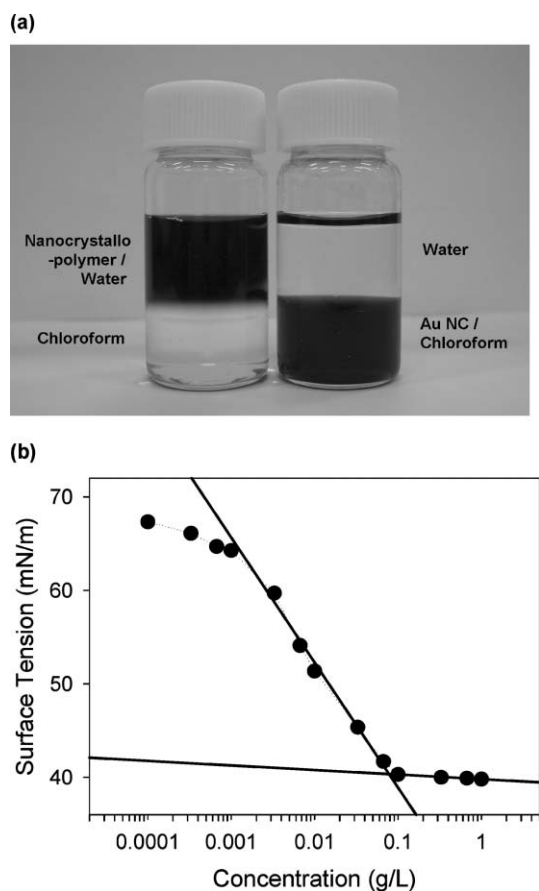 (a)
Nanocrystallo
-polymer /
Water
Chloroform
Water
Au NC /
Chloroform
(b)
Surface Tension (mN/m)
70
60
50
40
0.0001 0.001 0.01 0.1 1
Concentration (g/L)